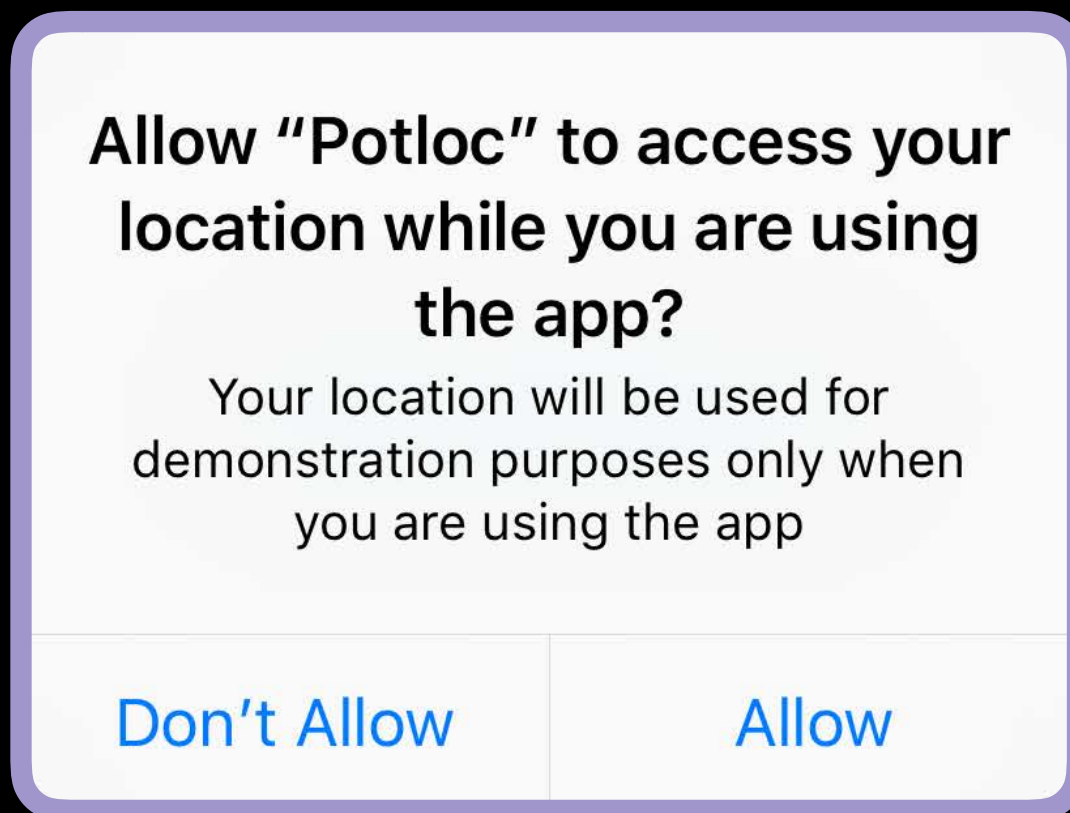 Allow “Potloc” to access your
location while you are using
the app?
Your location will be used for
demonstration purposes only when
you are using the app
Don’t Allow
Allow